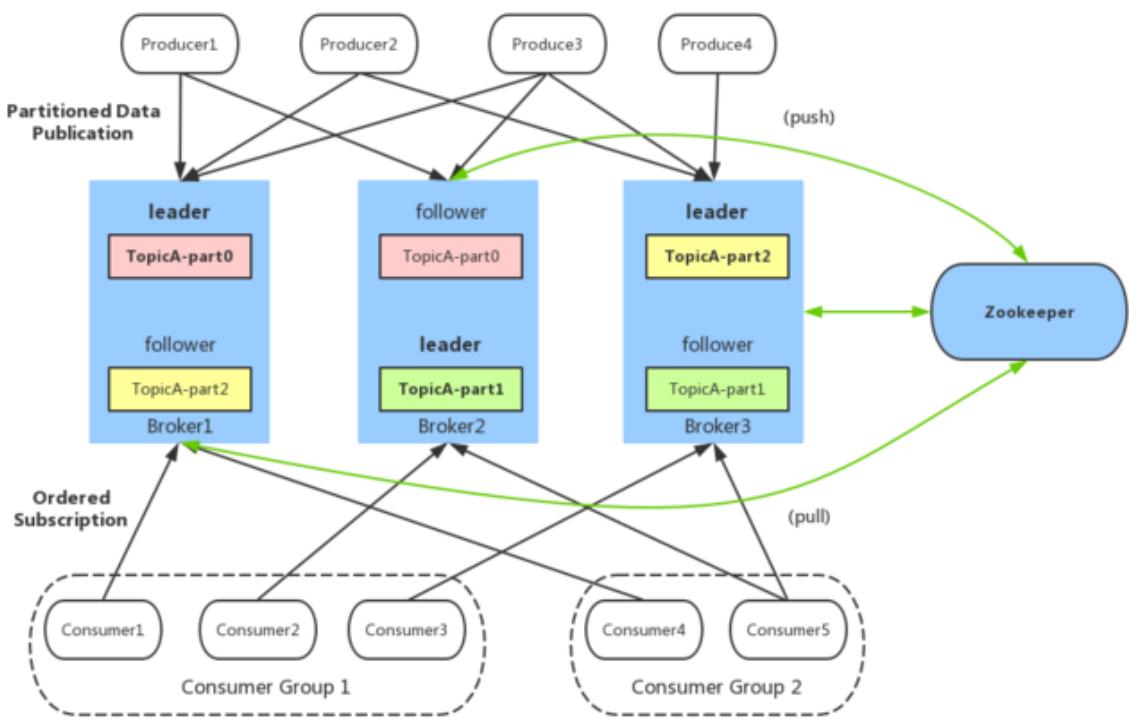 Producer1
Producer2
Produce3
Produce4
Partitioned Data
Publication
(push)
leader
TopicA-part0
follower
TopicA-part2
Broker1
follower
TopicA-part0
leader
TopicA-part1
Broker2
leader
TopicA-part2
follower
TopicA-part1
Broker3
Zookeeper
Ordered
Subscription
(pull)
Consumer1
Consumer2
Consumer3
Consumer Group 1
Consumer4
Consumer5
Consumer Group 2